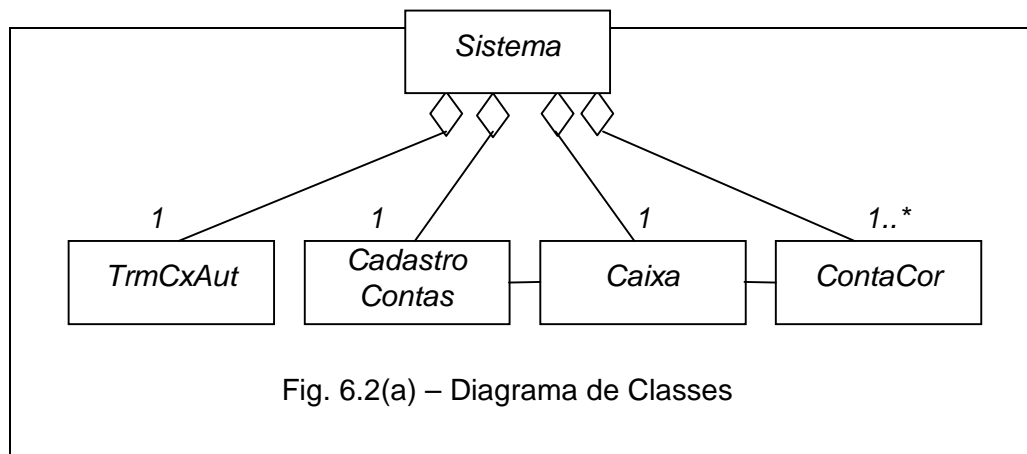 Sistema
1 1 1 1..*
TrmCxAut
Cadastro
Contas
Caixa
ContaCor
Fig. 6.2(a) – Diagrama de Classes